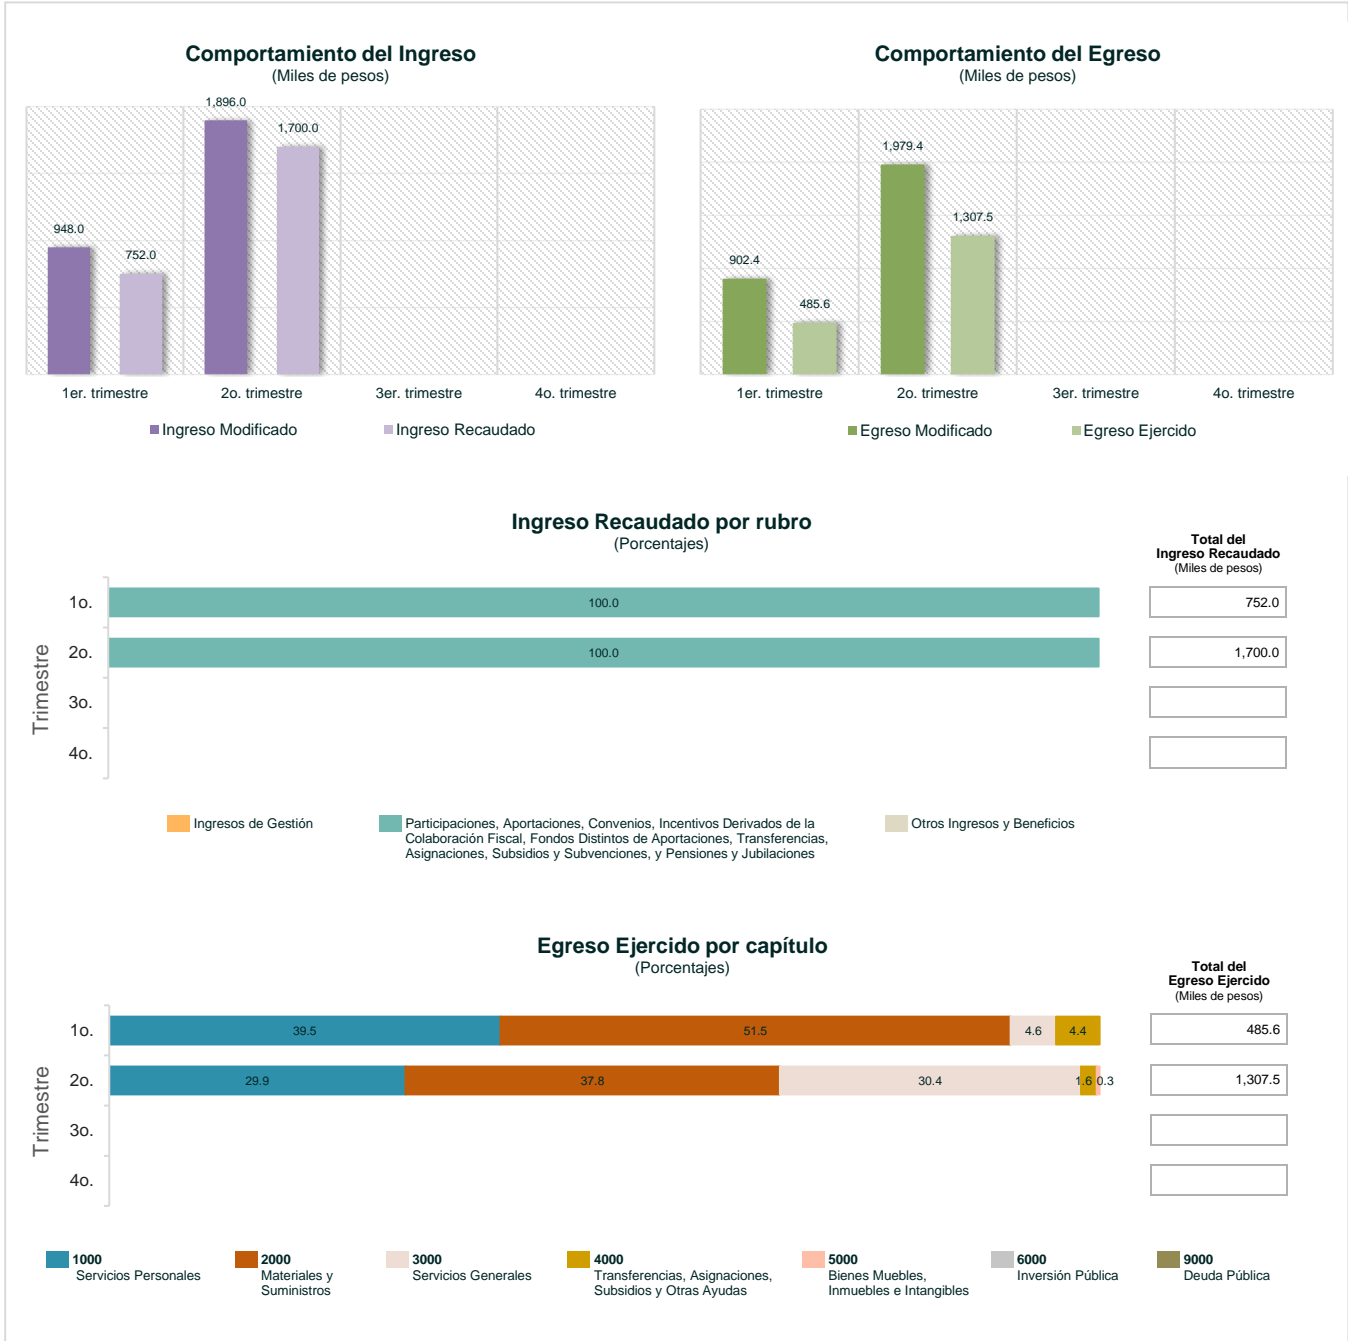 Comportamiento del Ingreso
(Miles de pesos)
1,896.0
1,700.0
948.0
752.0
1er. trimestre 2o. trimestre 3er. trimestre 4o. trimestre
Ingreso Modificado Ingreso Recaudado
Comportamiento del Egreso
(Miles de pesos)
1,979.4
1,307.5
902.4
485.6
1er. trimestre 2o. trimestre 3er. trimestre 4o. trimestre
Egreso Modificado Egreso Ejercido
Ingreso Recaudado por rubro
(Porcentajes)
Total del
Ingreso Recaudado
(Miles de pesos)
Trimestre
1o. 100.0 752.0
2o. 100.0 1,700.0
3o.
4o.
Ingresos de Gestión
Participaciones, Aportaciones, Convenios, Incentivos Derivados de la
Colaboración Fiscal, Fondos Distintos de Aportaciones, Transferencias,
Asignaciones, Subsidios y Subvenciones, y Pensiones y Jubilaciones
Otros Ingresos y Beneficios
Egreso Ejercido por capítulo
(Porcentajes)
Total del
Egreso Ejercido
(Miles de pesos)
Trimestre
1o. 39.5 51.5 4.6 4.4 485.6
2o. 29.9 37.8 30.4 1.6 0.3 1,307.5
3o.
4o.
1000
Servicios Personales
2000
Materiales y
Suministros
3000
Servicios Generales
4000
Transferencias, Asignaciones,
Subsidios y Otras Ayudas
5000
Bienes Muebles,
Inmuebles e Intangibles
6000
Inversión Pública
9000
Deuda Pública